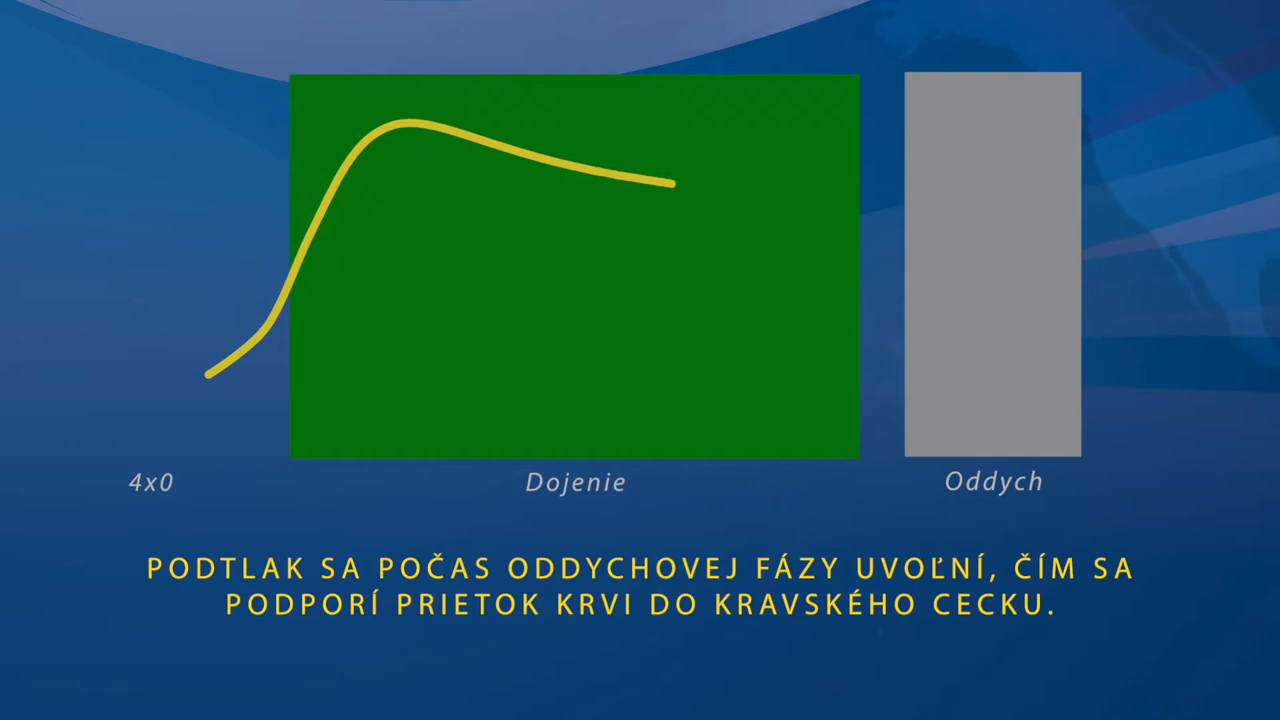 4x0
Dojenie
Oddych
PODTLAK SA POČAS ODDYCHOVEJ FÁZY UVOĽNÍ, ČÍM SA
PODPORÍ PRIETOK KRVI DO KRAVSKÉHO CECKU.